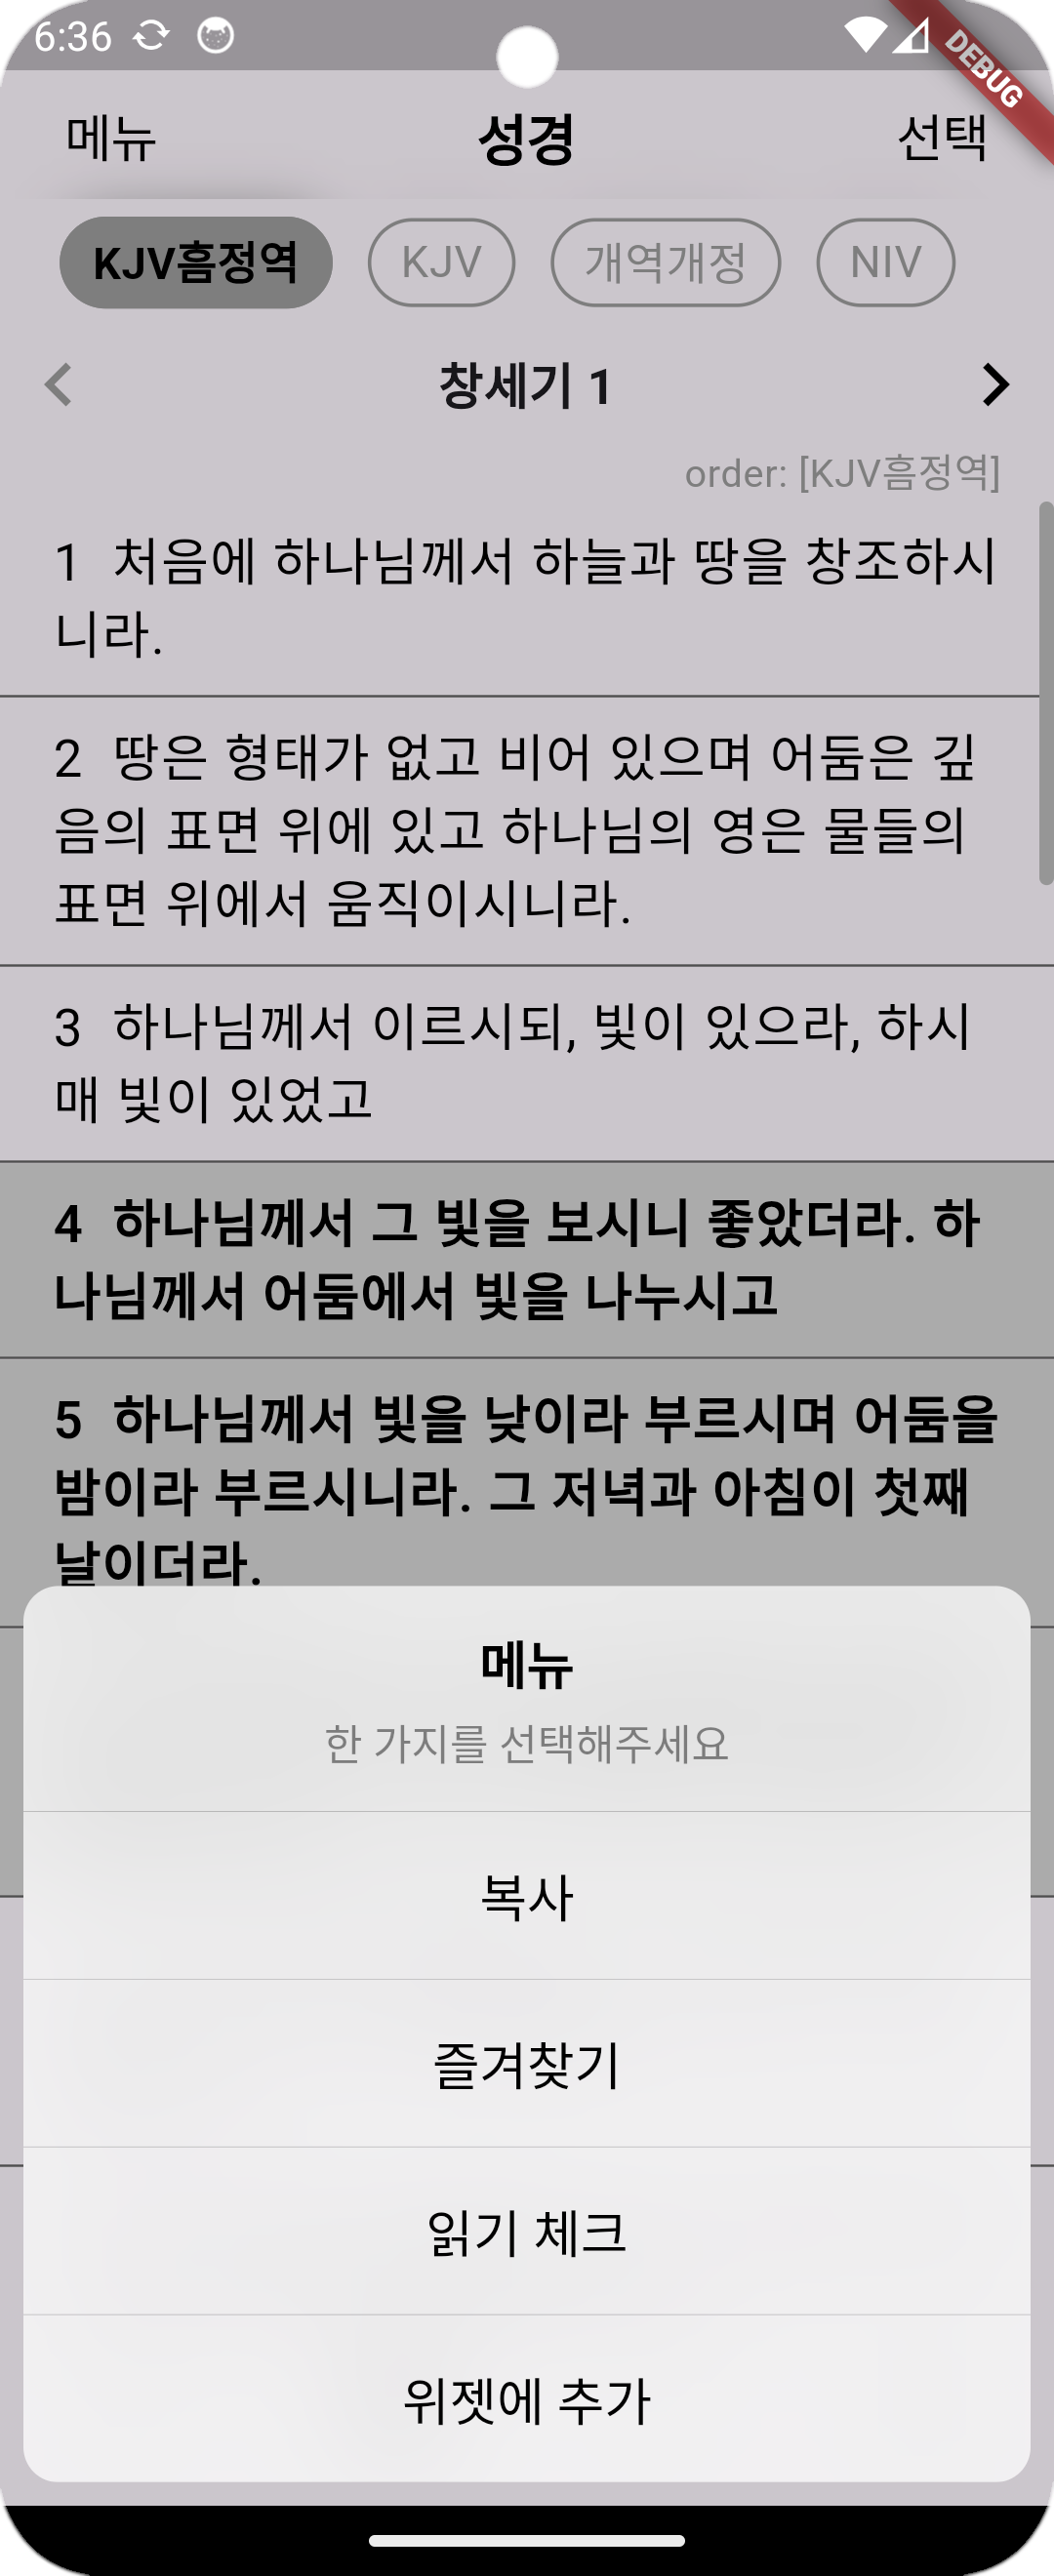 6:36
DEBUG
메뉴 성경 선택
KJV흠정역 KJV 개역개정 NIV
창세기 1
order: [KJV흠정역]
1 처음에 하나님께서 하늘과 땅을 창조하시
니라.
2 땅은 형태가 없고 비어 있으며 어둠은 깊
음의 표면 위에 있고 하나님의 영은 물들의
표면 위에서 움직이시니라.
3 하나님께서 이르시되, 빛이 있으라, 하시
매 빛이 있었고
4 하나님께서 그 빛을 보시니 좋았더라. 하
나님께서 어둠에서 빛을 나누시고
5 하나님께서 빛을 낮이라 부르시며 어둠을
밤이라 부르시니라. 그 저녁과 아침이 첫째
날이더라.
메뉴
한 가지를 선택해주세요
복사
즐겨찾기
읽기 체크
위젯에 추가